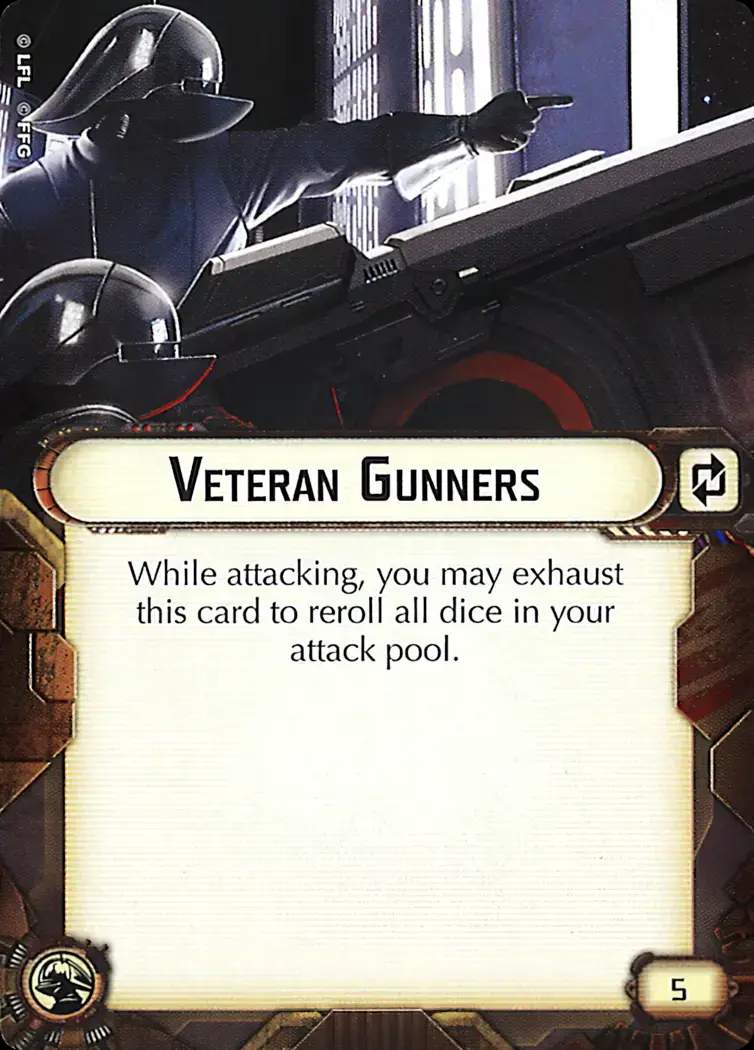 © LFL © FFG
VETERAN GUNNERS
While attacking, you may exhaust
this card to reroll all dice in your
attack pool.
5